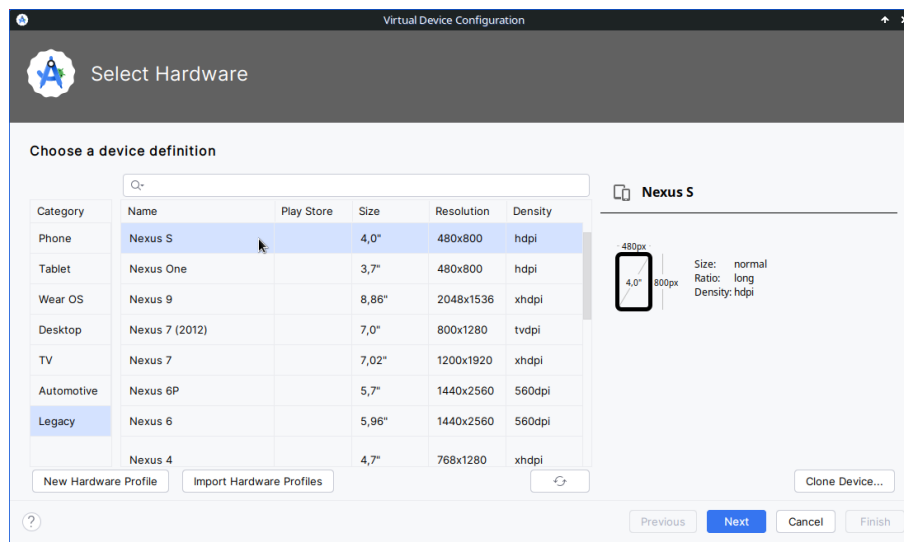 Virtual Device Configuration
Select Hardware
Choose a device definition
Category
Phone
Tablet
Wear OS
Desktop
TV
Automotive
Legacy
Name Play Store Size Resolution Density
Nexus S 4,0" 480x800 hdpi
Nexus One 3,7" 480x800 hdpi
Nexus 9 8,86" 2048x1536 xhdpi
Nexus 7 (2012) 7,0" 800x1280 tvdpi
Nexus 7 7,02" 1200x1920 xhdpi
Nexus 6P 5,7" 1440x2560 560dpi
Nexus 6 5,96" 1440x2560 560dpi
Nexus 4 4,7" 768x1280 xhdpi
Nexus S
480px
4,0"
800px
Size: normal
Ratio: long
Density: hdpi
New Hardware Profile Import Hardware Profiles Clone Device...
? Previous Next Cancel Finish